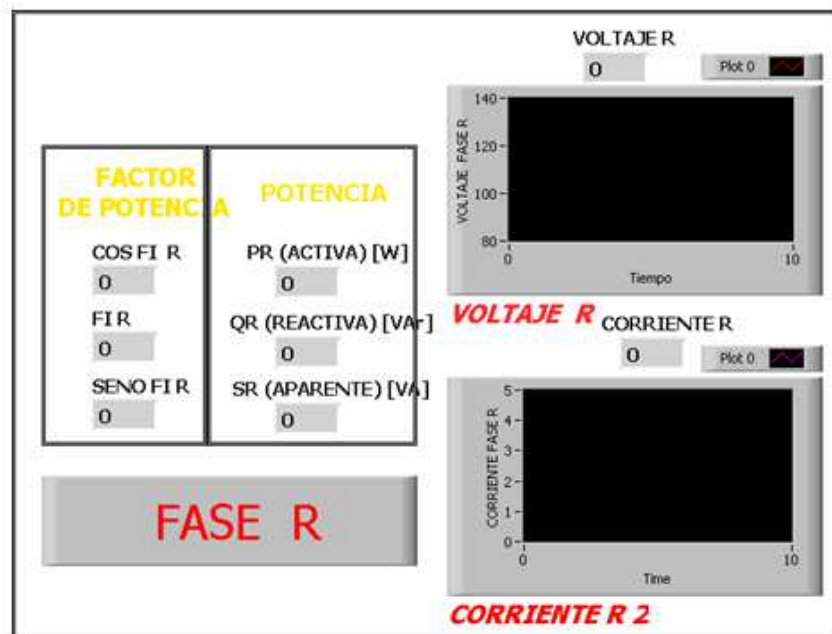 FACTOR
DE POTENCIA
COS FI R
0
FI R
0
SENO FI R
0
POTENCIA
PR (ACTIVA) [W]
0
QR (REACTIVA) [VAr]
0
SR (APARENTE) [VA]
0
FASE R
VOLTAJE R
0
Plot 0
VOLTAJE FASE R
140
120
100
80
0
10
Tiempo
VOLTAJE R
CORRIENTE R
0
Plot 0
CORRIENTE FASE R
5
4
3
2
1
0
0
10
Time
CORRIENTE R 2